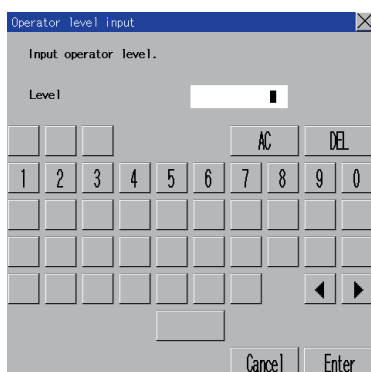 Operator level input
Input operator level.
Level
AC DEL
1 2 3 4 5 6 7 8 9 0
Cancel Enter